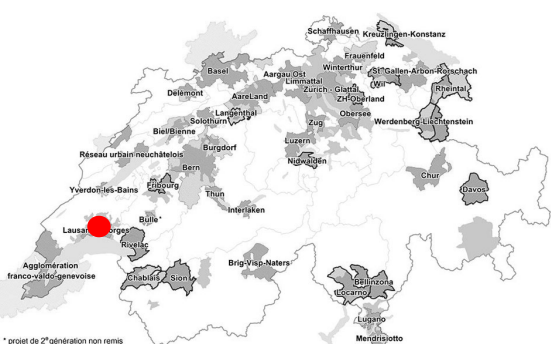 Schaffhausen
Kreuzlingen-Konstanz
Frauenfeld
Basel
Winterthur
St. Gallen-Arbon-Rorschach
Aargau Ost
Limmattal
Wil
Zürich - Glattal
Rheintal
Delémont
AareLand
ZH-Oberland
Langenthal
Obersee
Solothurn
Zug
Werdenberg-Liechtenstein
Biel/Bienne
Burgdorf
Luzern
Réseau urbain neuchâtelois
Nidwalden
Bern
Chur
Yverdon-les-Bains
Fribourg
Davos
Thun
Interlaken
Bulle*
Rivelac
Agglomération
franco-valdo-genevoise
Brig-Visp-Naters
Chablais
Sion
Bellinzona
Locarno
Lugano
Mendrisiotto
* projet de 2e génération non remis